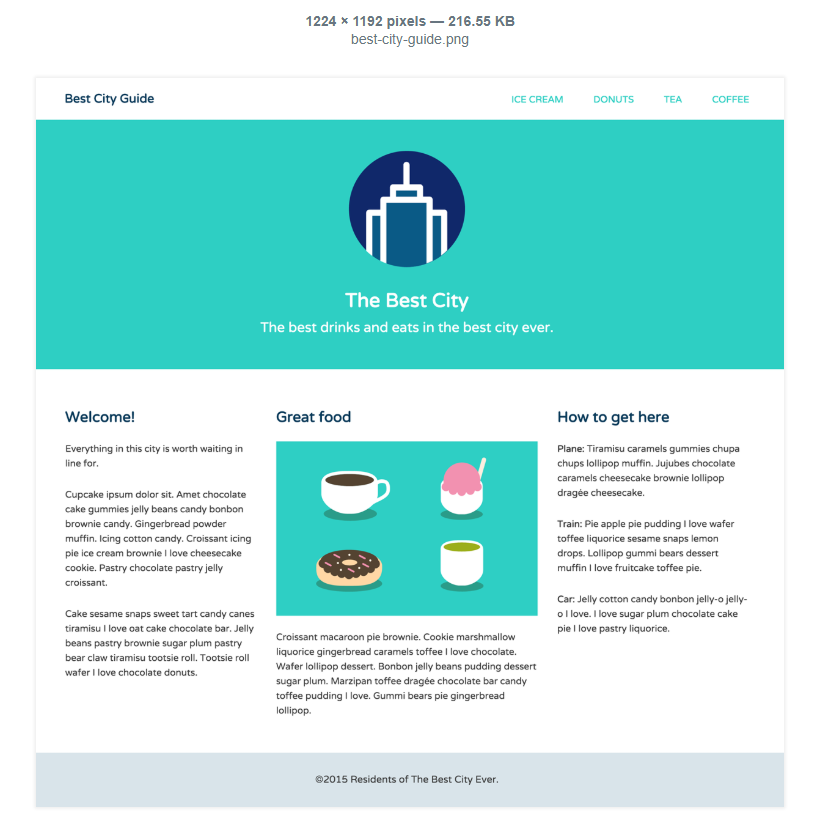 1224 × 1192 pixels — 216.55 KB
best-city-guide.png
Best City Guide
ICE CREAM DONUTS TEA COFFEE
The Best City
The best drinks and eats in the best city ever.
Welcome!
Everything in this city is worth waiting in
line for.
Cupcake ipsum dolor sit. Amet chocolate
cake gummies jelly beans candy bonbon
brownie candy. Gingerbread powder
muffin. Icing cotton candy. Croissant icing
pie ice cream brownie I love cheesecake
cookie. Pastry chocolate pastry jelly
croissant.
Cake sesame snaps sweet tart candy canes
tiramisu I love oat cake chocolate bar. Jelly
beans pastry brownie sugar plum pastry
bear claw tiramisu tootsie roll. Tootsie roll
wafer I love chocolate donuts.
Great food
Croissant macaroon pie brownie. Cookie marshmallow
liquorice gingerbread caramels toffee I love chocolate.
Wafer lollipop dessert. Bonbon jelly beans pudding dessert
sugar plum. Marzipan toffee dragée chocolate bar candy
toffee pudding I love. Gummi bears pie gingerbread
lollipop.
How to get here
Plane: Tiramisu caramels gummies chupa
chups lollipop muffin. Jujubes chocolate
caramels cheesecake brownie lollipop
dragée cheesecake.
Train: Pie apple pie pudding I love wafer
toffee liquorice sesame snaps lemon
drops. Lollipop gummi bears dessert
muffin I love fruitcake toffee pie.
Car: Jelly cotton candy bonbon jelly-o jelly-
o I love. I love sugar plum chocolate cake
pie I love pastry liquorice.
©2015 Residents of The Best City Ever.